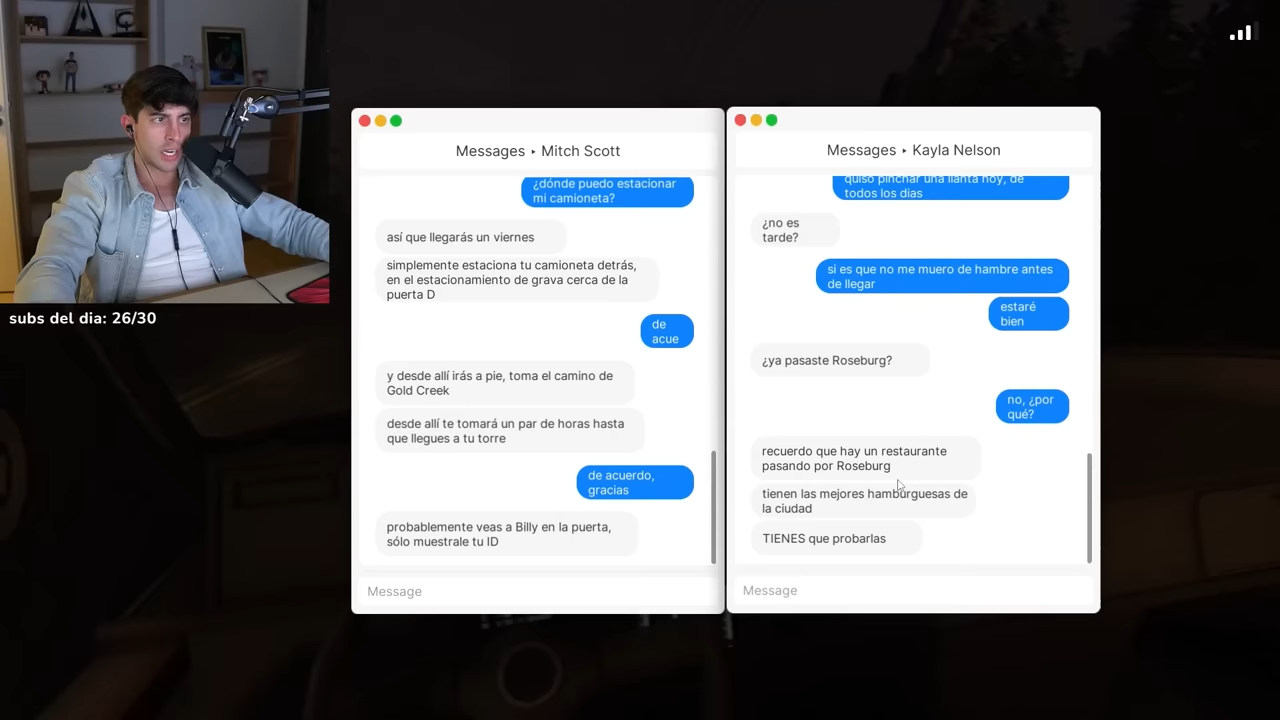 subs del dia: 26/30
Messages ‣ Mitch Scott
¿dónde puedo estacionar
mi camioneta?
así que llegarás un viernes
simplemente estaciona tu camioneta detrás,
en el estacionamiento de grava cerca de la
puerta D
de
acue
y desde allí irás a pie, toma el camino de
Gold Creek
desde allí te tomará un par de horas hasta
que llegues a tu torre
de acuerdo,
gracias
probablemente veas a Billy en la puerta,
sólo muestrale tu ID
Message
Messages ‣ Kayla Nelson
quiso pinchar una llanta hoy, de
todos los dias
¿no es
tarde?
si es que no me muero de hambre antes
de llegar
estaré
bien
¿ya pasaste Roseburg?
no, ¿por
qué?
recuerdo que hay un restaurante
pasando por Roseburg
tienen las mejores hamburguesas de
la ciudad
TIENES que probarlas
Message